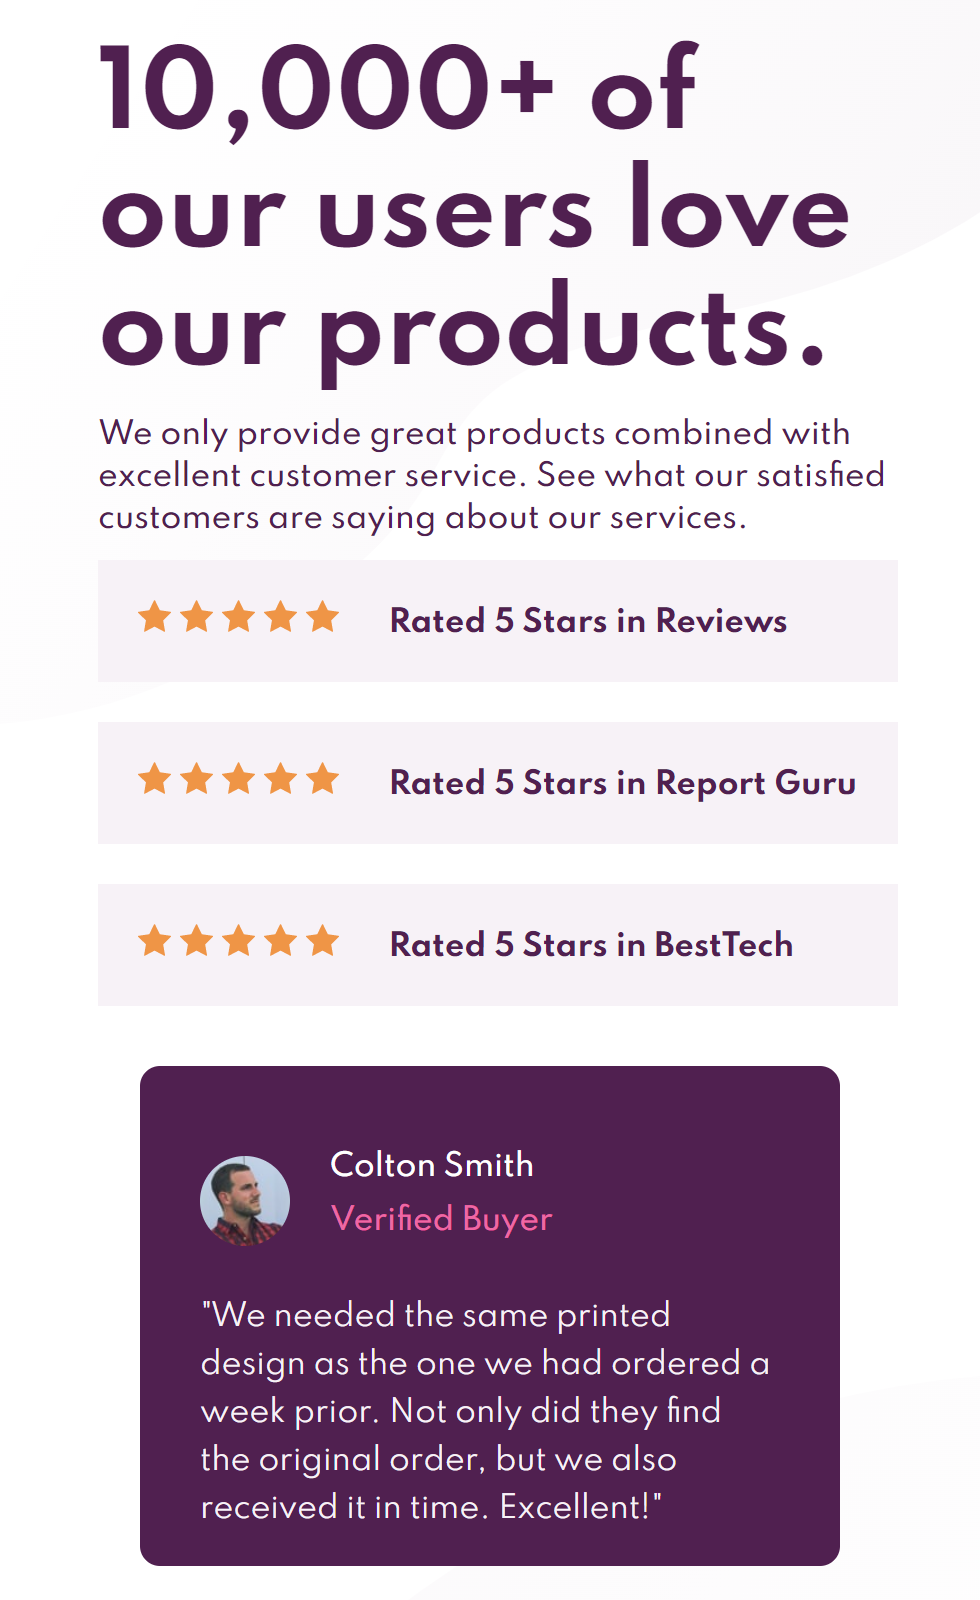 10,000+ of
our users love
our products.
We only provide great products combined with
excellent customer service. See what our satisfied
customers are saying about our services.
Rated 5 Stars in Reviews
Rated 5 Stars in Report Guru
Rated 5 Stars in BestTech
Colton Smith
Verified Buyer
"We needed the same printed
design as the one we had ordered a
week prior. Not only did they find
the original order, but we also
received it in time. Excellent!"